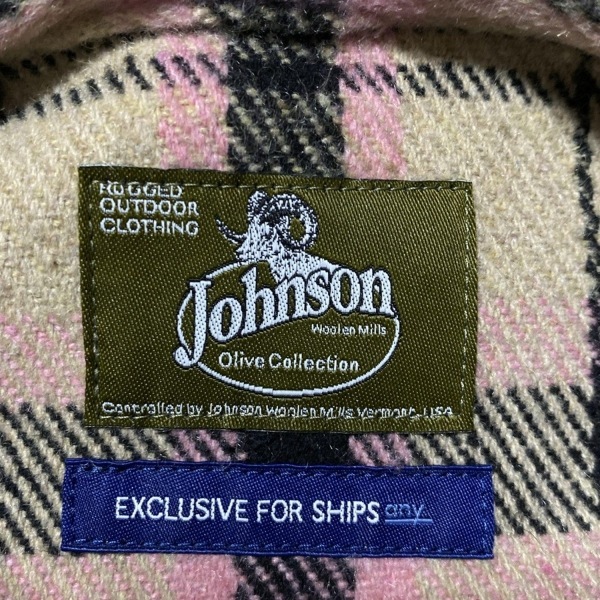 RUGGED
OUTDOOR
CLOTHING
Johnson
Woolen Mills
Olive Collection
Controlled by Johnson Woolen Mills Vermont, USA
EXCLUSIVE FOR SHIPS any